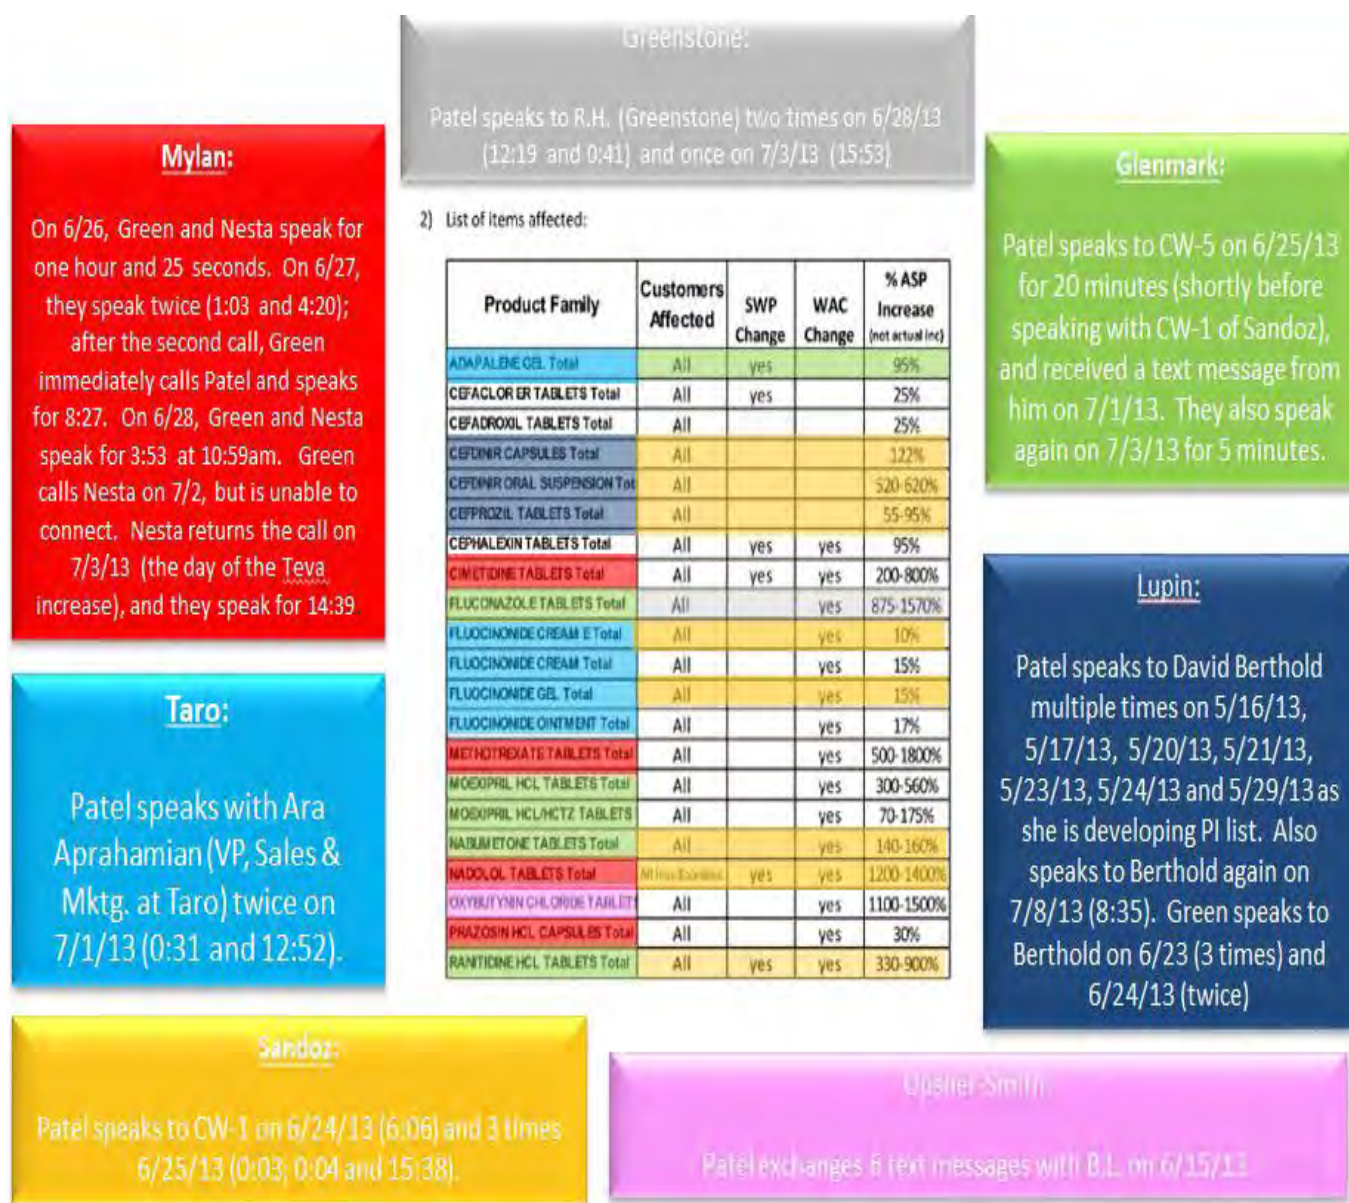 Greenstone:
Patel speaks to R.H. (Greenstone) two times on 6/28/13
(12:19 and 0:41) and once on 7/3/13 (15:53)
Mylan:
On 6/26, Green and Nesta speak for
one hour and 25 seconds. On 6/27,
they speak twice (1:03 and 4:20);
after the second call, Green
immediately calls Patel and speaks
for 8:27. On 6/28, Green and Nesta
speak for 3:53 at 10:59am. Green
calls Nesta on 7/2, but is unable to
connect. Nesta returns the call on
7/3/13 (the day of the Teva
increase), and they speak for 14:39.
Glenmark:
Patel speaks to CW-5 on 6/25/13
for 20 minutes (shortly before
speaking with CW-1 of Sandoz),
and received a text message from
him on 7/1/13. They also speak
again on 7/3/13 for 5 minutes.
2) List of items affected:
Product Family Customers Affected SWP Change WAC Change % ASP Increase (not actual inc)
ADAPALENE GEL Total All yes 95%
CEFACLOR ER TABLETS Total All yes 25%
CEFADROXIL TABLETS Total All 25%
CEFDINIR CAPSULES Total All 122%
CEFDINIR ORAL SUSPENSION Tot All 520-620%
CEFPROZIL TABLETS Total All 55-95%
CEPHALEXIN TABLETS Total All yes yes 95%
CIMETIDINE TABLETS Total All yes yes 200-800%
FLUCONAZOLE TABLETS Total All yes 875-1570%
FLUOCINONIDE CREAM E Total All yes 10%
FLUOCINONIDE CREAM Total All yes 15%
FLUOCINONIDE GEL Total All yes 15%
FLUOCINONIDE OINTMENT Total All yes 17%
METHOTREXATE TABLETS Total All yes 500-1800%
MOEXIPRIL HCL TABLETS Total All yes 300-560%
MOEXIPRIL HCL/HCTZ TABLETS All yes 70-175%
NABUMETONE TABLETS Total All yes 140-160%
NADOLOL TABLETS Total yes yes 1200-1400%
OXYBUTYNIN CHLORIDE TABLET All yes 1100-1500%
PRAZOSIN HCL CAPSULES Total All yes 30%
RANITIDINE HCL TABLETS Total All yes yes 330-900%
Taro:
Patel speaks with Ara
Aprahamian (VP, Sales &
Mktg. at Taro) twice on
7/1/13 (0:31 and 12:52).
Lupin:
Patel speaks to David Berthold
multiple times on 5/16/13,
5/17/13, 5/20/13, 5/21/13,
5/23/13, 5/24/13 and 5/29/13 as
she is developing PI list. Also
speaks to Berthold again on
7/8/13 (8:35). Green speaks to
Berthold on 6/23 (3 times) and
6/24/13 (twice)
Sandoz:
Patel speaks to CW-1 on 6/24/13 (6:06) and 3 times
6/25/13 (0:03; 0:04 and 15:38).
Upsher-Smith:
Patel exchanges 6 text messages with B.L. on 6/15/13